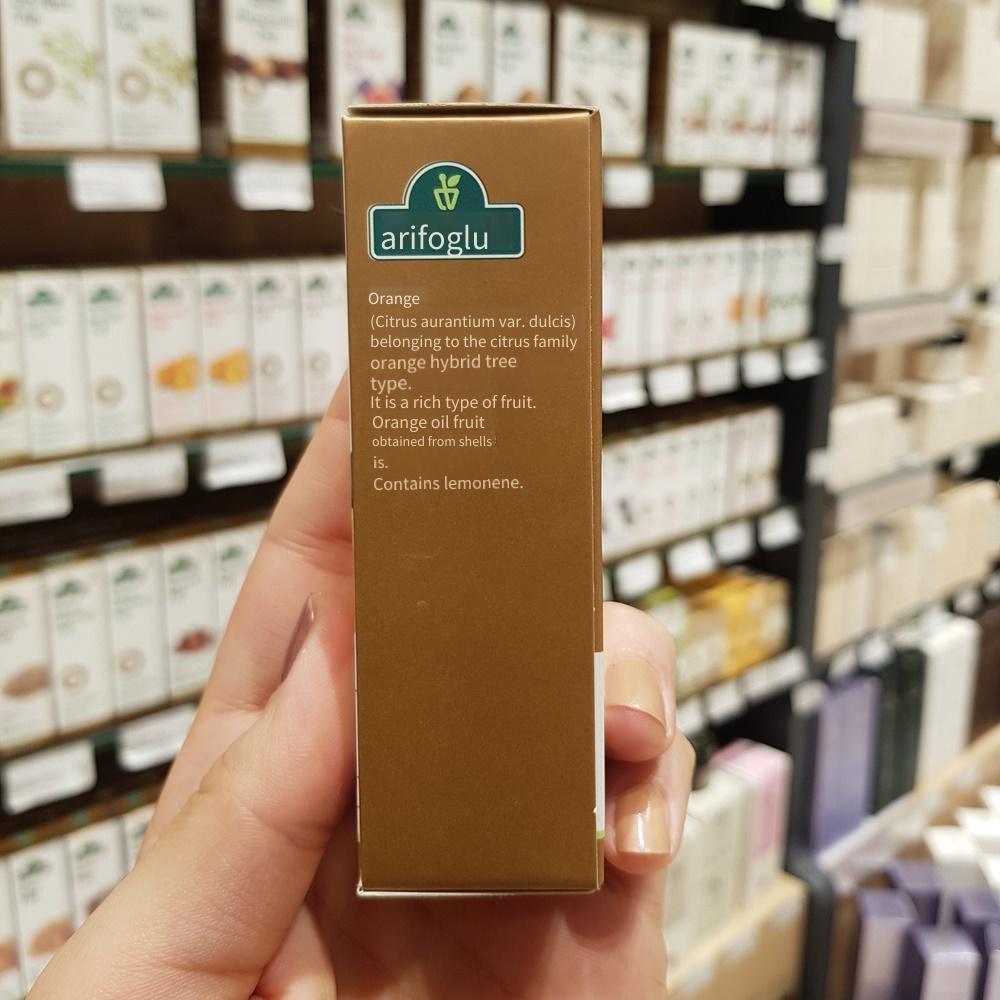 arifoglu
Orange
(Citrus aurantium var. dulcis)
belonging to the citrus family
orange hybrid tree
type.
It is a rich type of fruit.
Orange oil fruit
obtained from shells
is.
Contains lemonene.